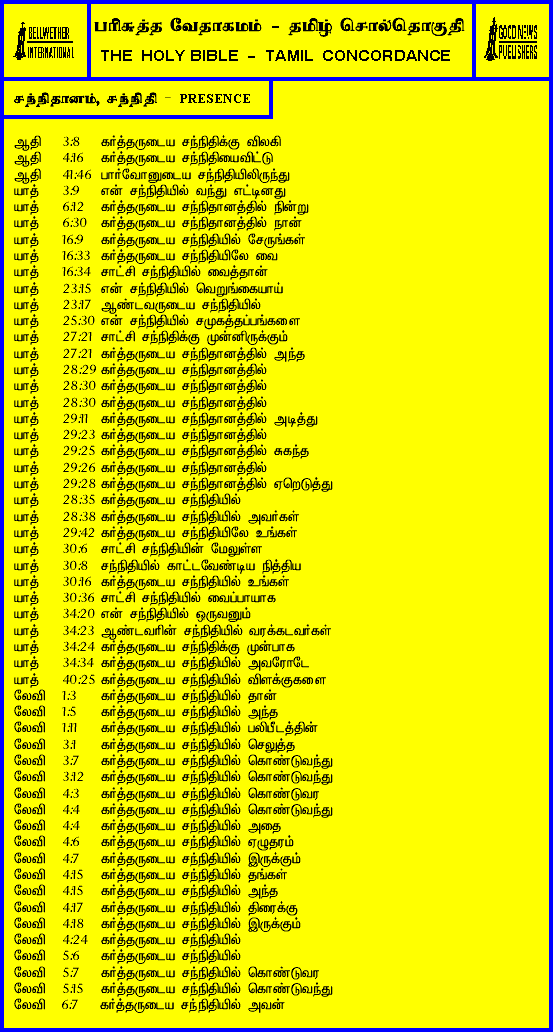 BELLWETHER
INTERNATIONAL
பரிசுத்த வேதாகமம் - தமிழ் சொல்தொகுதி
THE HOLY BIBLE - TAMIL CONCORDANCE
GOOD NEWS
PUBLISHERS
சந்நிதானம், சந்நிதி - PRESENCE
ஆதி 3:8 கர்த்தருடைய சந்நிதிக்கு விலகி
ஆதி 4:16 கர்த்தருடைய சந்நிதியைவிட்டு
ஆதி 41:46 பார்வோனுடைய சந்நிதியிலிருந்து
யாத் 3:9 என் சந்நிதியில் வந்து எட்டினது
யாத் 6:12 கர்த்தருடைய சந்நிதானத்தில் நின்று
யாத் 6:30 கர்த்தருடைய சந்நிதானத்தில் நான்
யாத் 16:9 கர்த்தருடைய சந்நிதியில் சேருங்கள்
யாத் 16:33 கர்த்தருடைய சந்நிதியிலே வை
யாத் 16:34 சாட்சி சந்நிதியில் வைத்தான்
யாத் 23:15 என் சந்நிதியில் வெறுங்கையாய்
யாத் 23:17 ஆண்டவருடைய சந்நிதியில்
யாத் 25:30 என் சந்நிதியில் சமுகத்தப்பங்களை
யாத் 27:21 சாட்சி சந்நிதிக்கு முன்னிருக்கும்
யாத் 27:21 கர்த்தருடைய சந்நிதானத்தில் அந்த
யாத் 28:29 கர்த்தருடைய சந்நிதானத்தில்
யாத் 28:30 கர்த்தருடைய சந்நிதானத்தில்
யாத் 28:30 கர்த்தருடைய சந்நிதானத்தில்
யாத் 29:11 கர்த்தருடைய சந்நிதானத்தில் அடித்து
யாத் 29:23 கர்த்தருடைய சந்நிதானத்தில்
யாத் 29:25 கர்த்தருடைய சந்நிதானத்தில் சுகந்த
யாத் 29:26 கர்த்தருடைய சந்நிதானத்தில்
யாத் 29:28 கர்த்தருடைய சந்நிதானத்தில் ஏறெடுத்து
யாத் 28:35 கர்த்தருடைய சந்நிதியில்
யாத் 28:38 கர்த்தருடைய சந்நிதியில் அவர்கள்
யாத் 29:42 கர்த்தருடைய சந்நிதியிலே உங்கள்
யாத் 30:6 சாட்சி சந்நிதியின் மேலுள்ள
யாத் 30:8 சந்நிதியில் காட்டவேண்டிய நித்திய
யாத் 30:16 கர்த்தருடைய சந்நிதியில் உங்கள்
யாத் 30:36 சாட்சி சந்நிதியில் வைப்பாயாக
யாத் 34:20 என் சந்நிதியில் ஒருவனும்
யாத் 34:23 ஆண்டவரின் சந்நிதியில் வரக்கடவர்கள்
யாத் 34:24 கர்த்தருடைய சந்நிதிக்கு முன்பாக
யாத் 34:34 கர்த்தருடைய சந்நிதியில் அவரோடே
யாத் 40:25 கர்த்தருடைய சந்நிதியில் விளக்குகளை
லேவி 1:3 கர்த்தருடைய சந்நிதியில் தான்
லேவி 1:5 கர்த்தருடைய சந்நிதியில் அந்த
லேவி 1:11 கர்த்தருடைய சந்நிதியில் பலிபீடத்தின்
லேவி 3:1 கர்த்தருடைய சந்நிதியில் செலுத்த
லேவி 3:7 கர்த்தருடைய சந்நிதியில் கொண்டுவந்து
லேவி 3:12 கர்த்தருடைய சந்நிதியில் கொண்டுவந்து
லேவி 4:3 கர்த்தருடைய சந்நிதியில் கொண்டுவர
லேவி 4:4 கர்த்தருடைய சந்நிதியில் கொண்டுவந்து
லேவி 4:4 கர்த்தருடைய சந்நிதியில் அதை
லேவி 4:6 கர்த்தருடைய சந்நிதியில் ஏழுதரம்
லேவி 4:7 கர்த்தருடைய சந்நிதியில் இருக்கும்
லேவி 4:15 கர்த்தருடைய சந்நிதியில் தங்கள்
லேவி 4:15 கர்த்தருடைய சந்நிதியில் அந்த
லேவி 4:17 கர்த்தருடைய சந்நிதியில் திரைக்கு
லேவி 4:18 கர்த்தருடைய சந்நிதியில் இருக்கும்
லேவி 4:24 கர்த்தருடைய சந்நிதியில்
லேவி 5:6 கர்த்தருடைய சந்நிதியில்
லேவி 5:7 கர்த்தருடைய சந்நிதியில் கொண்டுவர
லேவி 5:15 கர்த்தருடைய சந்நிதியில் கொண்டுவந்து
லேவி 6:7 கர்த்தருடைய சந்நிதியில் அவன்